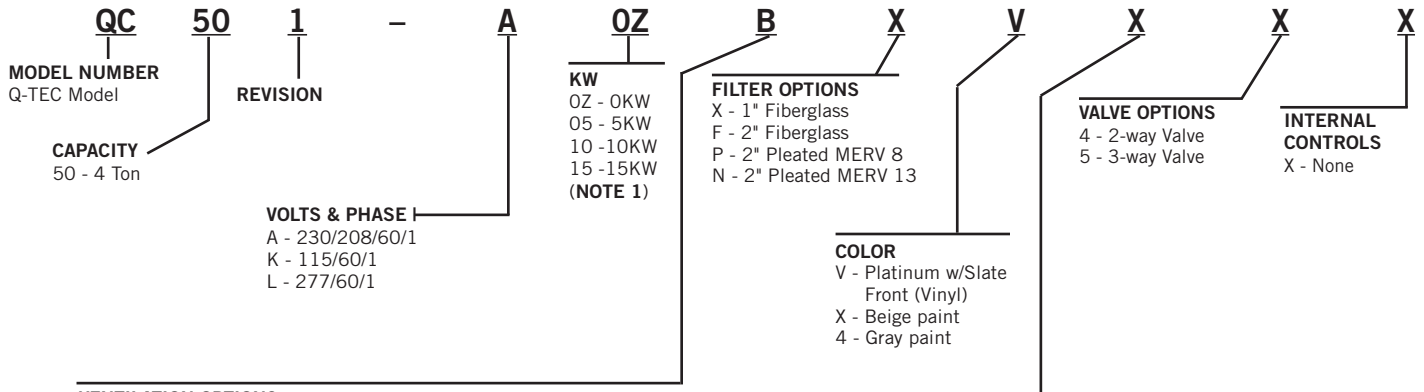 QC 50 1 – A 0Z B X V X X X
MODEL NUMBER
Q-TEC Model
REVISION
CAPACITY
50 - 4 Ton
VOLTS & PHASE
A - 230/208/60/1
K - 115/60/1
L - 277/60/1
KW
0Z - 0KW
05 - 5KW
10 -10KW
15 -15KW
(NOTE 1)
FILTER OPTIONS
X - 1" Fiberglass
F - 2" Fiberglass
P - 2" Pleated MERV 8
N - 2" Pleated MERV 13
COLOR
V - Platinum w/Slate
Front (Vinyl)
X - Beige paint
4 - Gray paint
VALVE OPTIONS
4 - 2-way Valve
5 - 3-way Valve
INTERNAL
CONTROLS
X - None